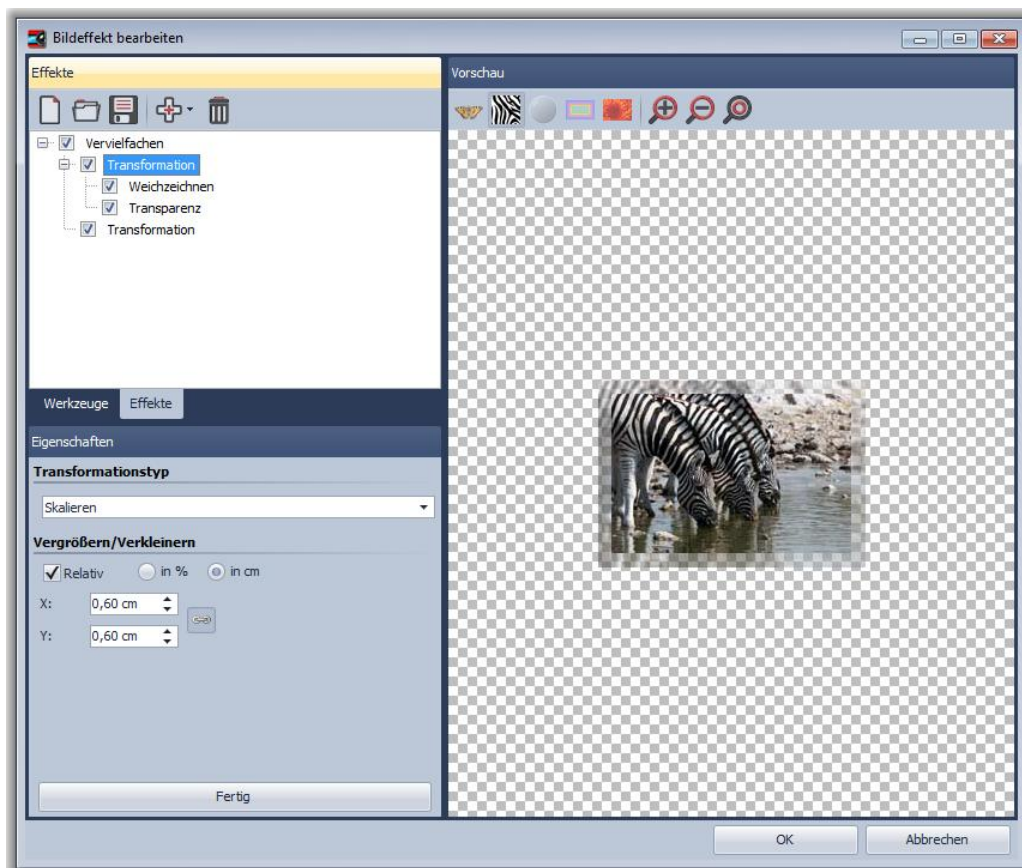 Bildeffekt bearbeiten
Effekte
Vorschau
Vervielfachen
Transformation
Weichzeichnen
Transparenz
Transformation
Werkzeuge Effekte
Eigenschaften
Transformationstyp
Skalieren
Vergrößern/Verkleinern
Relativ in % in cm
X: 0,60 cm
Y: 0,60 cm
Fertig
OK Abbrechen